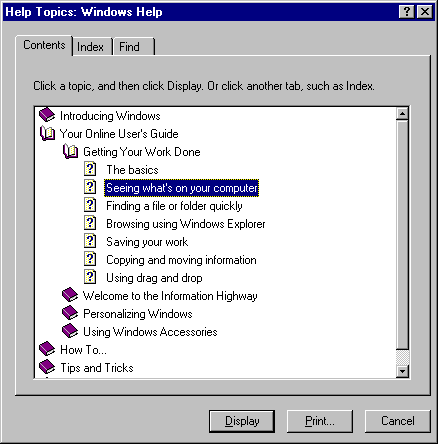 Help Topics: Windows Help
Contents Index Find
Click a topic, and then click Display. Or click another tab, such as Index.
Introducing Windows
Your Online User's Guide
Getting Your Work Done
The basics
Seeing what's on your computer
Finding a file or folder quickly
Browsing using Windows Explorer
Saving your work
Copying and moving information
Using drag and drop
Welcome to the Information Highway
Personalizing Windows
Using Windows Accessories
How To...
Tips and Tricks
Display Print... Cancel